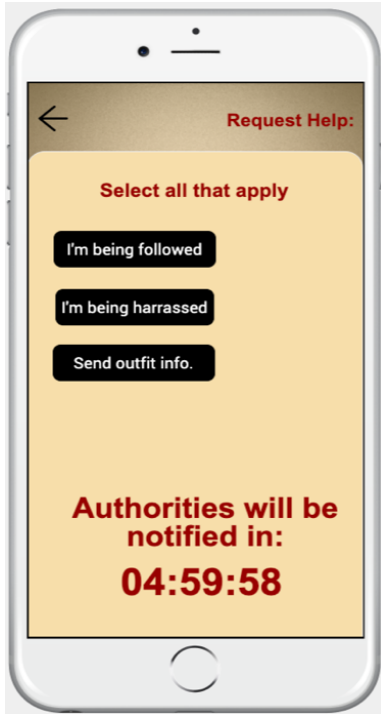 Request Help:
Select all that apply
I'm being followed
I'm being harrassed
Send outfit info.
Authorities will be
notified in:
04:59:58